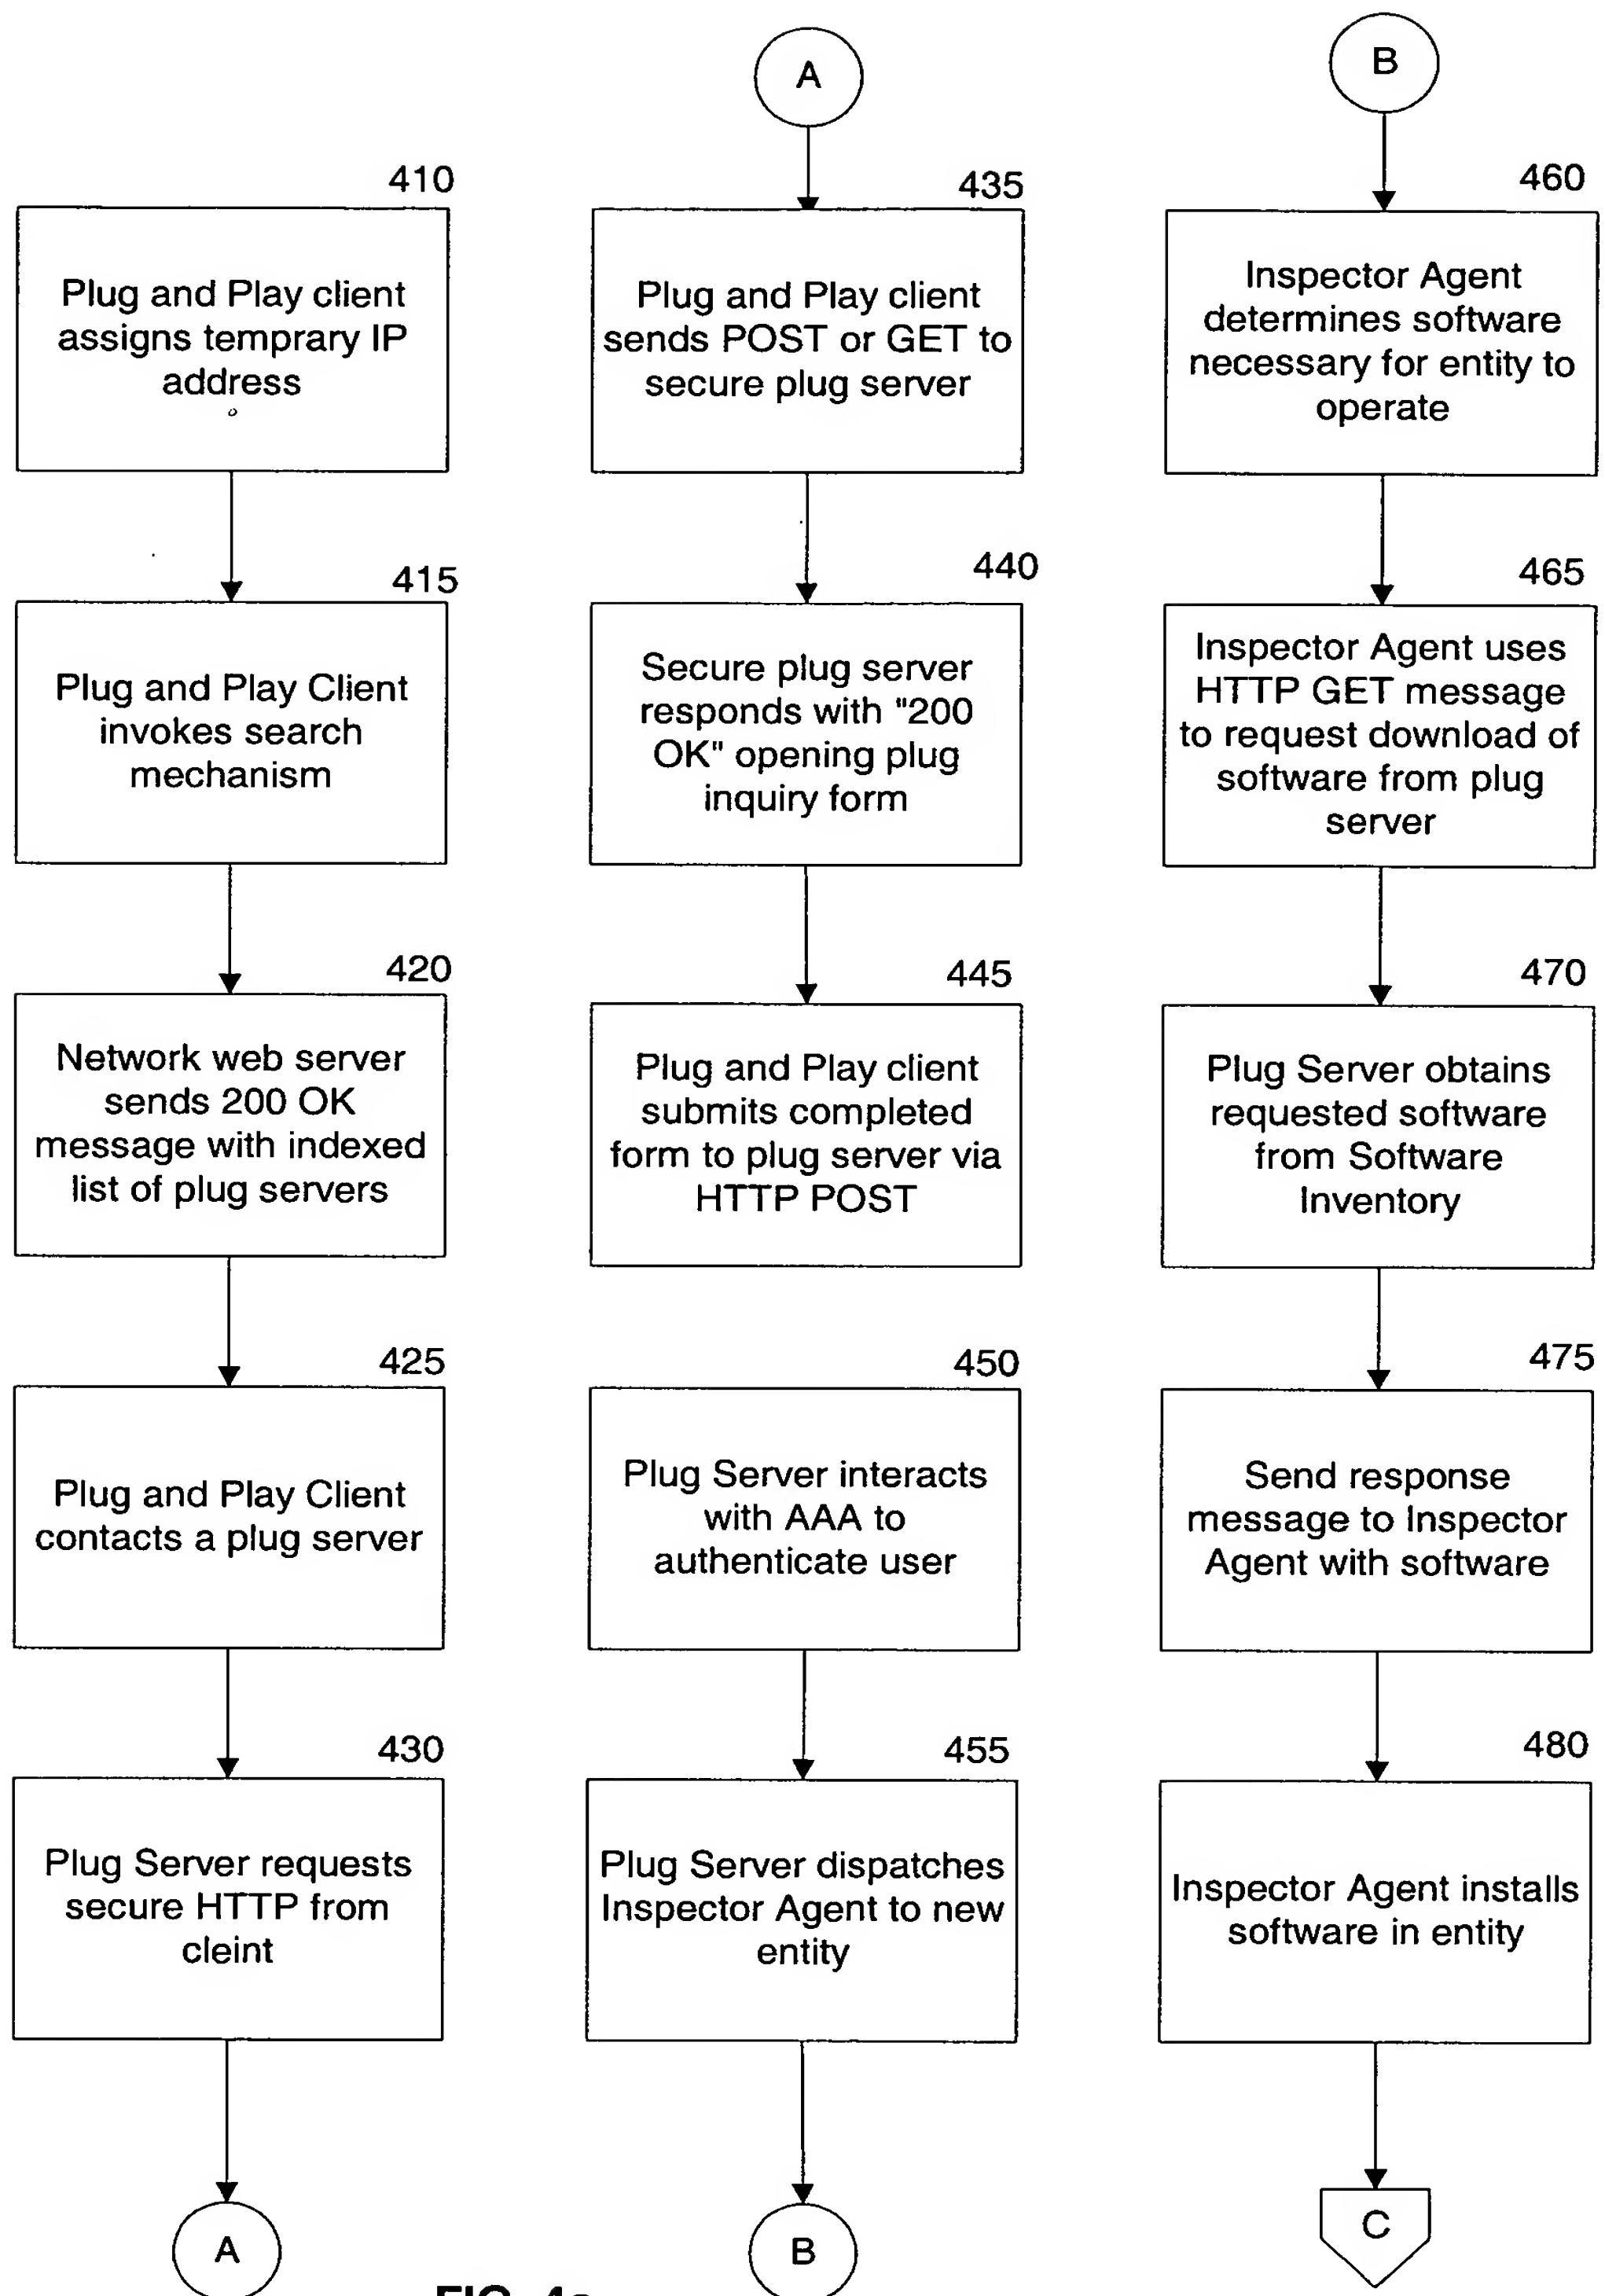 410
Plug and Play client
assigns temprary IP
address
415
Plug and Play Client
invokes search
mechanism
420
Network web server
sends 200 OK
message with indexed
list of plug servers
425
Plug and Play Client
contacts a plug server
430
Plug Server requests
secure HTTP from
cleint
A
A
435
Plug and Play client
sends POST or GET to
secure plug server
440
Secure plug server
responds with "200
OK" opening plug
inquiry form
445
Plug and Play client
submits completed
form to plug server via
HTTP POST
450
Plug Server interacts
with AAA to
authenticate user
455
Plug Server dispatches
Inspector Agent to new
entity
B
B
460
Inspector Agent
determines software
necessary for entity to
operate
465
Inspector Agent uses
HTTP GET message
to request download of
software from plug
server
470
Plug Server obtains
requested software
from Software
Inventory
475
Send response
message to Inspector
Agent with software
480
Inspector Agent installs
software in entity
C